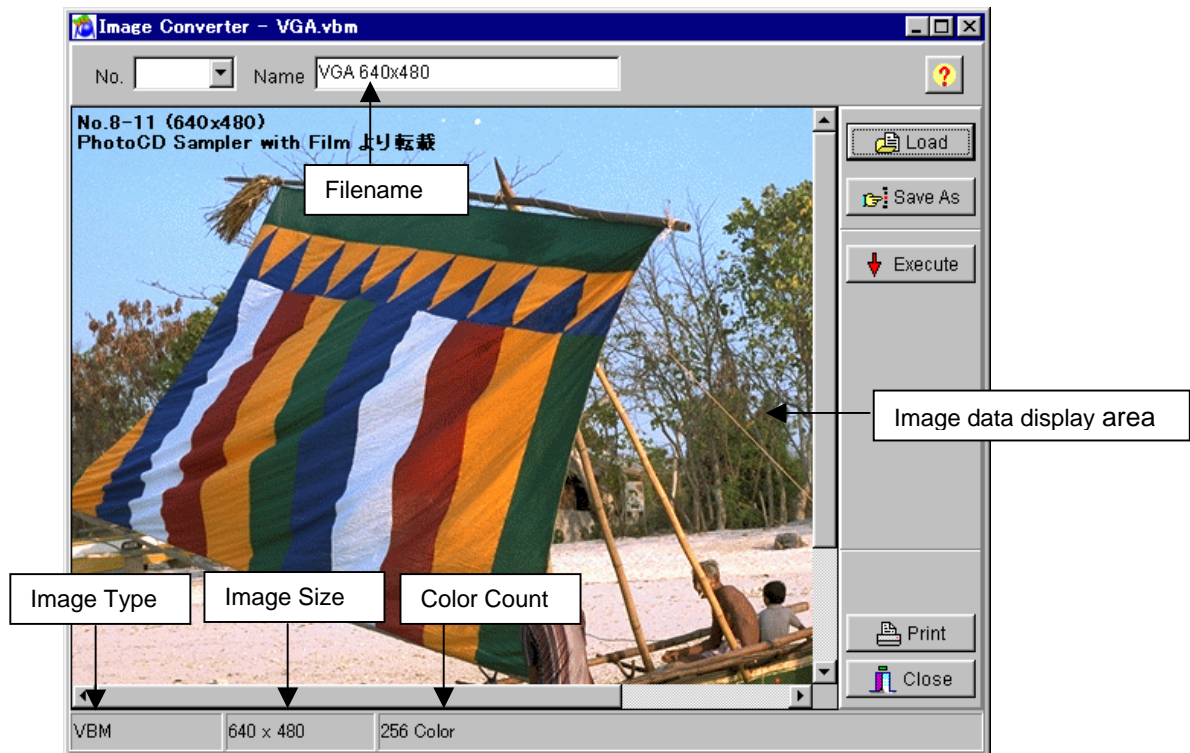 Image Converter - VGA.vbm
No. Name VGA 640x480
No.8-11 (640x480)
PhotoCD Sampler with Film より転載
Load
Filename
Save As
Execute
Image data display area
Image Type Image Size Color Count
Print
Close
VBM 640 x 480 256 Color